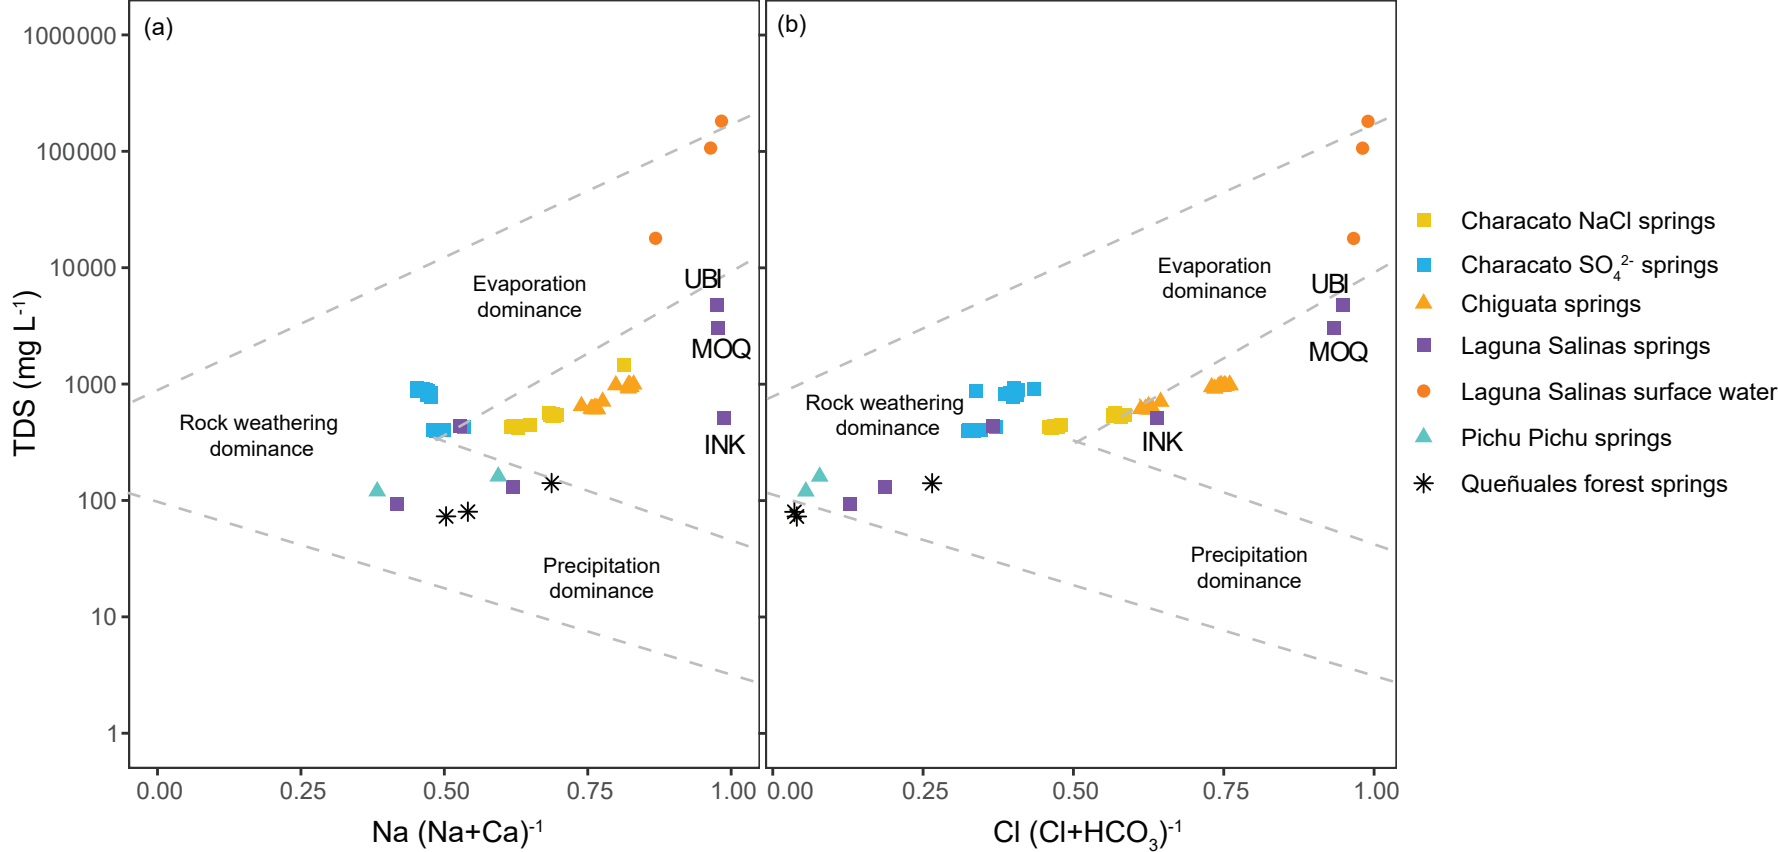 (a)
(b)
1000000
100000
10000
1000
100
10
1
TDS (mg L⁻¹)
Evaporation
dominance
UBI
MOQ
INK
Rock weathering
dominance
Precipitation
dominance
0.00
0.25
0.50
0.75
1.00
Na (Na+Ca)⁻¹
Evaporation
dominance
UBI
MOQ
Rock weathering
dominance
INK
Precipitation
dominance
0.00
0.25
0.50
0.75
1.00
Cl (Cl+HCO₃)⁻¹
Characato NaCl springs
Characato SO₄²⁻ springs
Chiguata springs
Laguna Salinas springs
Laguna Salinas surface water
Pichu Pichu springs
Queñuales forest springs